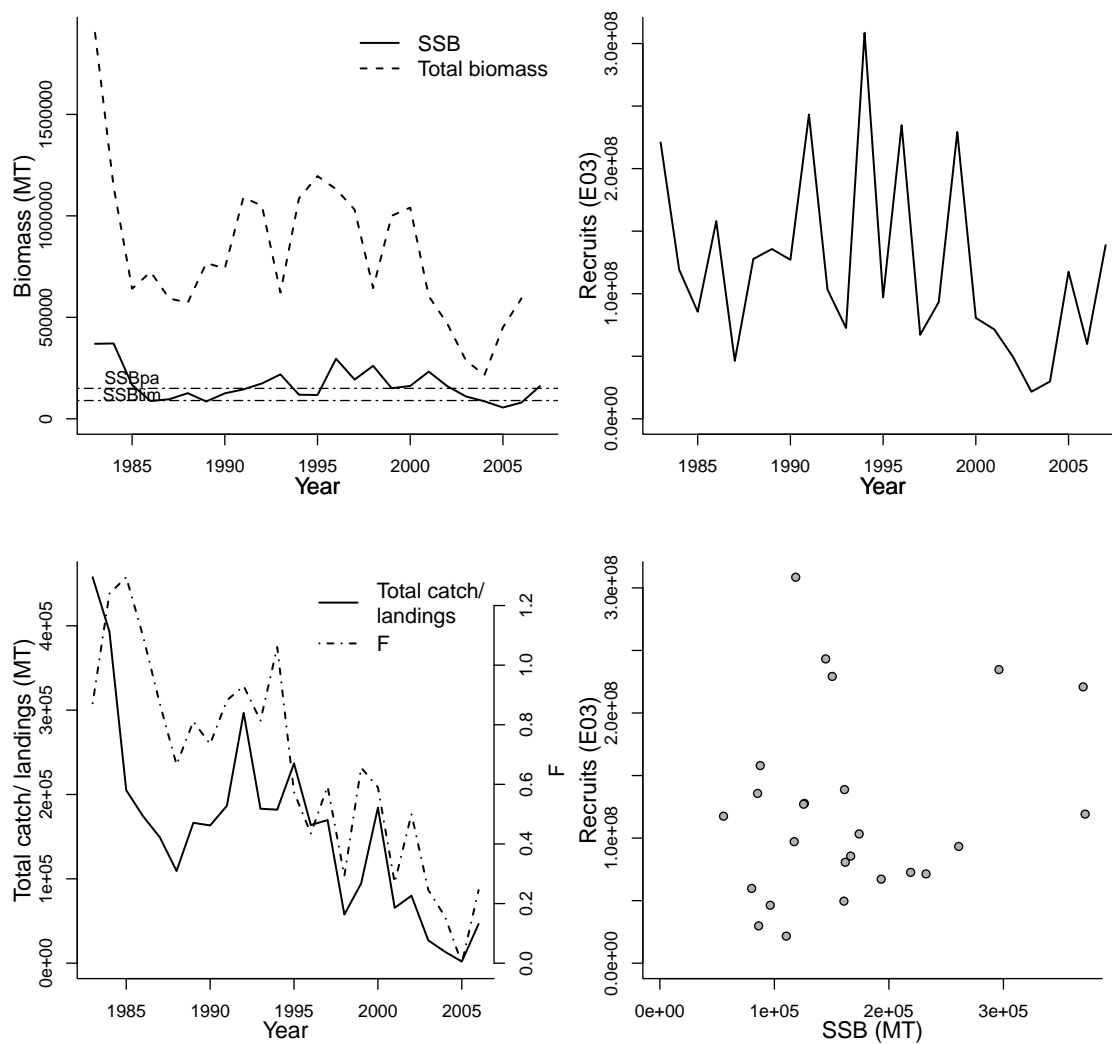 SSB
Total biomass
Biomass (MT)
0
500000
1000000
1500000
SSBpa
SSBlim
1985
1990
1995
2000
2005
Year
Recruits (E03)
0.0e+00
1.0e+08
2.0e+08
3.0e+08
1985
1990
1995
2000
2005
Year
Total catch/
landings
F
Total catch/ landings (MT)
0e+00
1e+05
2e+05
3e+05
4e+05
0.0
0.2
0.4
0.6
0.8
1.0
1.2
F
1985
1990
1995
2000
2005
Year
Recruits (E03)
0.0e+00
1.0e+08
2.0e+08
3.0e+08
0e+00
1e+05
2e+05
3e+05
SSB (MT)